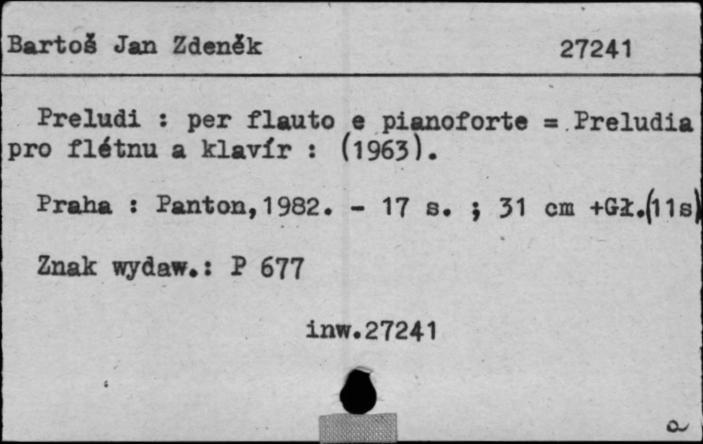 Bartoš Jan Zdeněk 27241
Preludi : per flauto e pianoforte = Preludia
pro flétnu a klavír : (1963).
Praha : Panton,1982. - 17 s. ; 31 cm +Gł.(11s)
Znak wydaw.: P 677
inw.27241
a